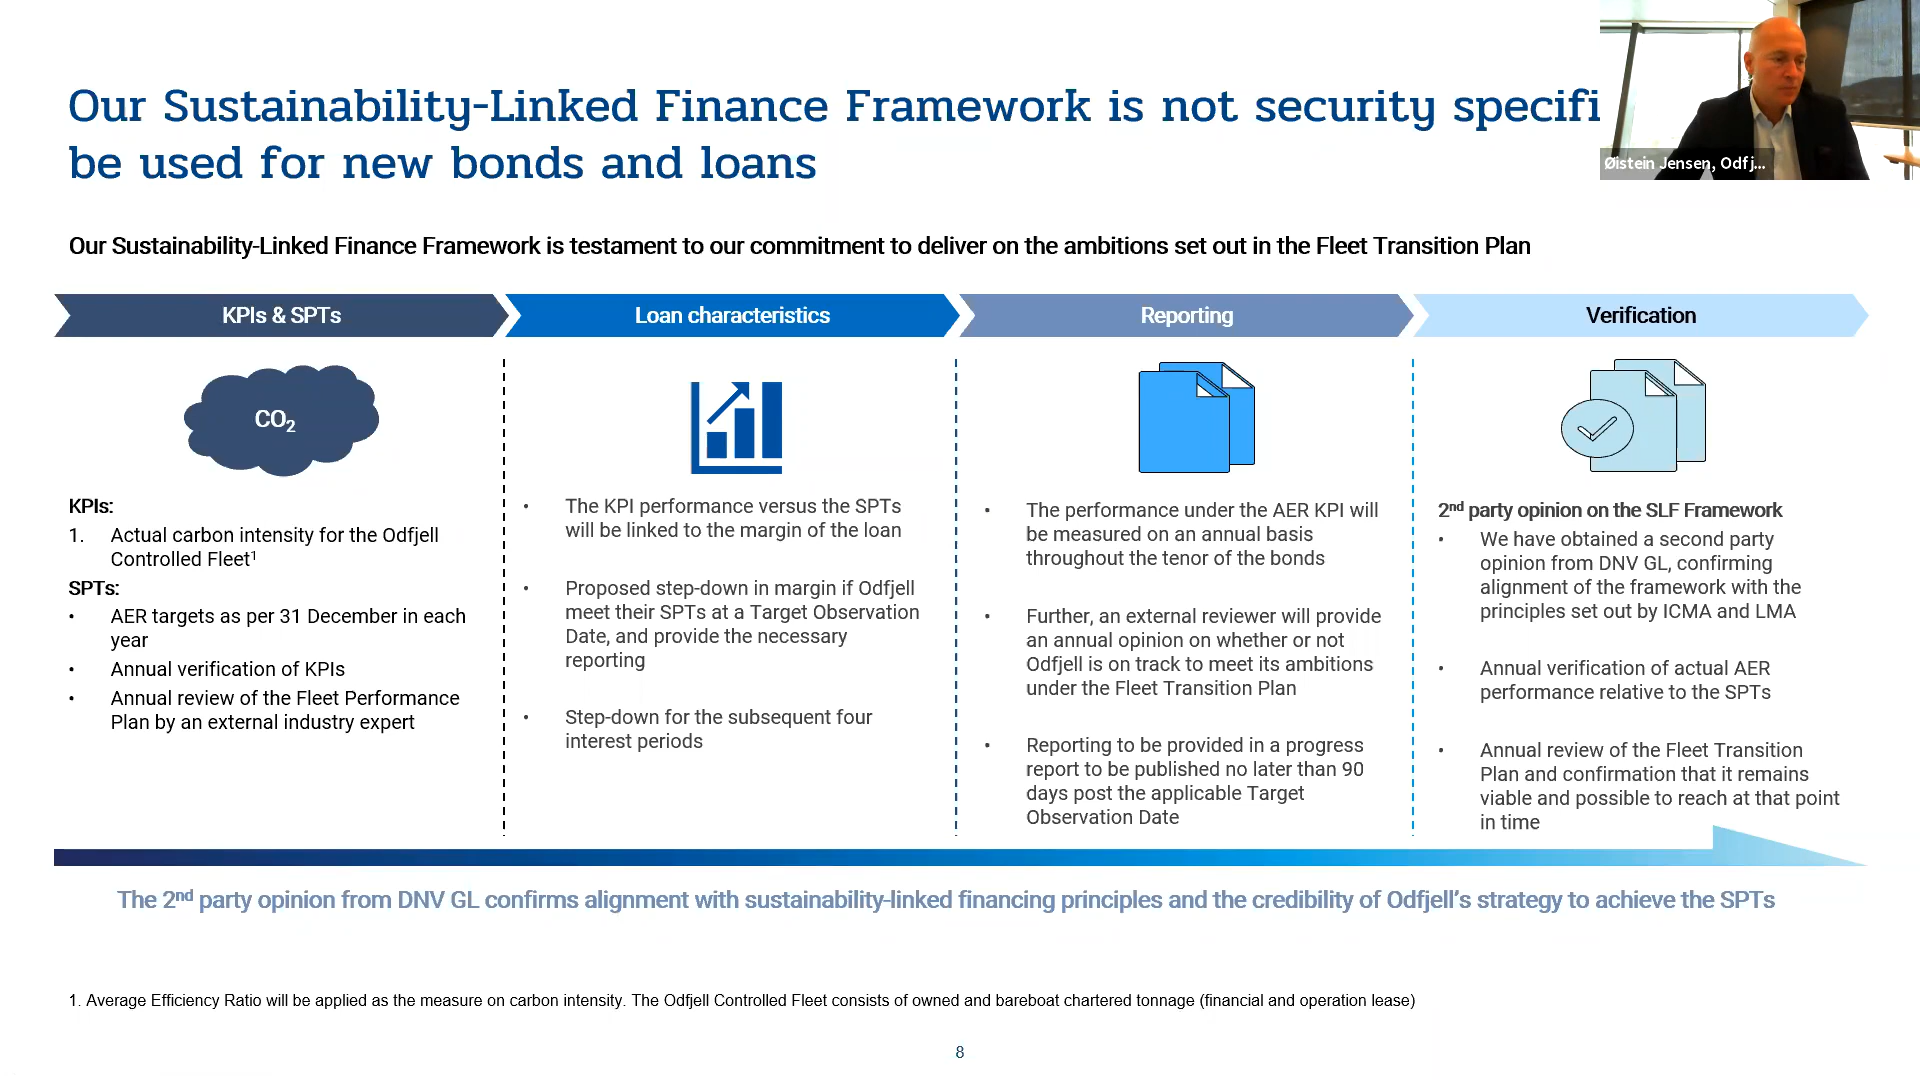 Our Sustainability-Linked Finance Framework is not security specifi
be used for new bonds and loans
Øistein Jensen, Odfj...
Our Sustainability-Linked Finance Framework is testament to our commitment to deliver on the ambitions set out in the Fleet Transition Plan
KPIs & SPTs
Loan characteristics
Reporting
Verification
CO₂
KPIs:
1. Actual carbon intensity for the Odfjell
Controlled Fleet¹
SPTs:
• AER targets as per 31 December in each
year
• Annual verification of KPIs
• Annual review of the Fleet Performance
Plan by an external industry expert
• The KPI performance versus the SPTs
will be linked to the margin of the loan
• Proposed step-down in margin if Odfjell
meet their SPTs at a Target Observation
Date, and provide the necessary
reporting
• Step-down for the subsequent four
interest periods
• The performance under the AER KPI will
be measured on an annual basis
throughout the tenor of the bonds
• Further, an external reviewer will provide
an annual opinion on whether or not
Odfjell is on track to meet its ambitions
under the Fleet Transition Plan
• Reporting to be provided in a progress
report to be published no later than 90
days post the applicable Target
Observation Date
2nd party opinion on the SLF Framework
• We have obtained a second party
opinion from DNV GL, confirming
alignment of the framework with the
principles set out by ICMA and LMA
• Annual verification of actual AER
performance relative to the SPTs
• Annual review of the Fleet Transition
Plan and confirmation that it remains
viable and possible to reach at that point
in time
The 2nd party opinion from DNV GL confirms alignment with sustainability-linked financing principles and the credibility of Odfjell's strategy to achieve the SPTs
1. Average Efficiency Ratio will be applied as the measure on carbon intensity. The Odfjell Controlled Fleet consists of owned and bareboat chartered tonnage (financial and operation lease)
8